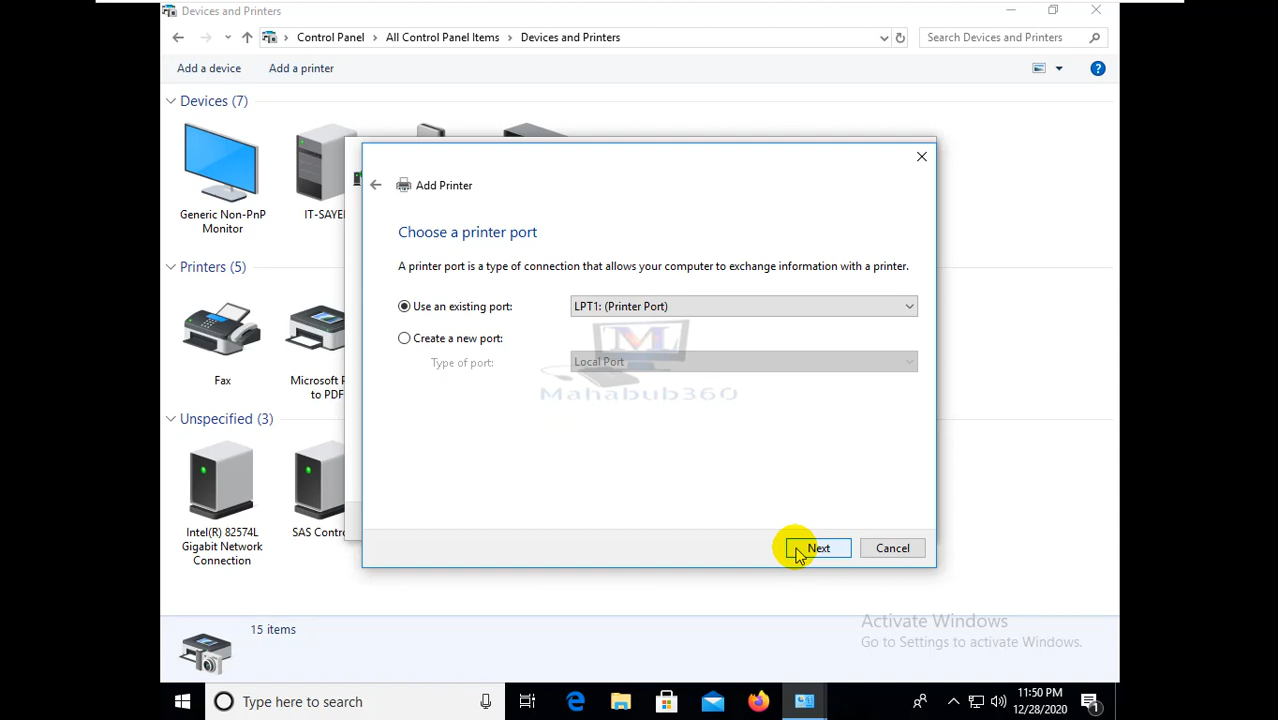 Devices and Printers
Control Panel > All Control Panel Items > Devices and Printers
Search Devices and Printers
Add a device Add a printer
Devices (7)
Generic Non-PnP
Monitor
IT-SAYE
Printers (5)
Fax
Microsoft P
to PDF
Unspecified (3)
Intel(R) 82574L
Gigabit Network
Connection
SAS Contr
Add Printer
Choose a printer port
A printer port is a type of connection that allows your computer to exchange information with a printer.
Use an existing port: LPT1: (Printer Port)
Create a new port:
Type of port: Local Port
Mahabub360
Next Cancel
15 items
Activate Windows
Go to Settings to activate Windows.
Type here to search
11:50 PM
12/28/2020
1